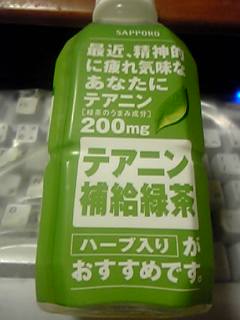 SAPPORO
最近、精神的
に疲れ気味な
あなたに
テアニン
[緑茶のうまみ成分]
200mg
テアニン
補給緑茶
ハーブ入りが
おすすめです。